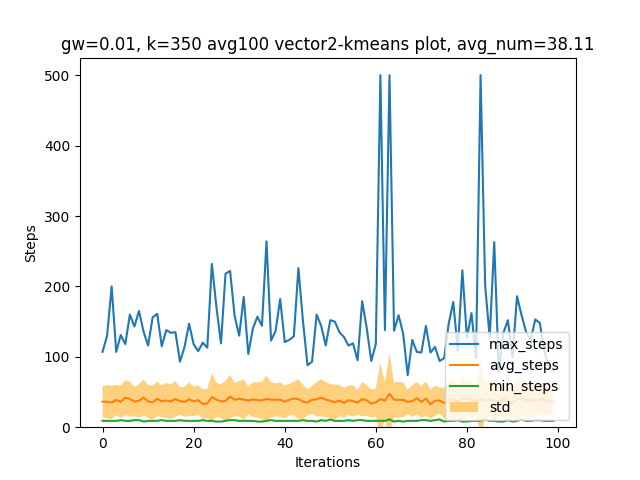 gw=0.01, k=350 avg100 vector2-kmeans plot, avg_num=38.11
500
400
300
200
100
0
Steps
0
20
40
60
80
100
Iterations
max_steps
avg_steps
min_steps
std